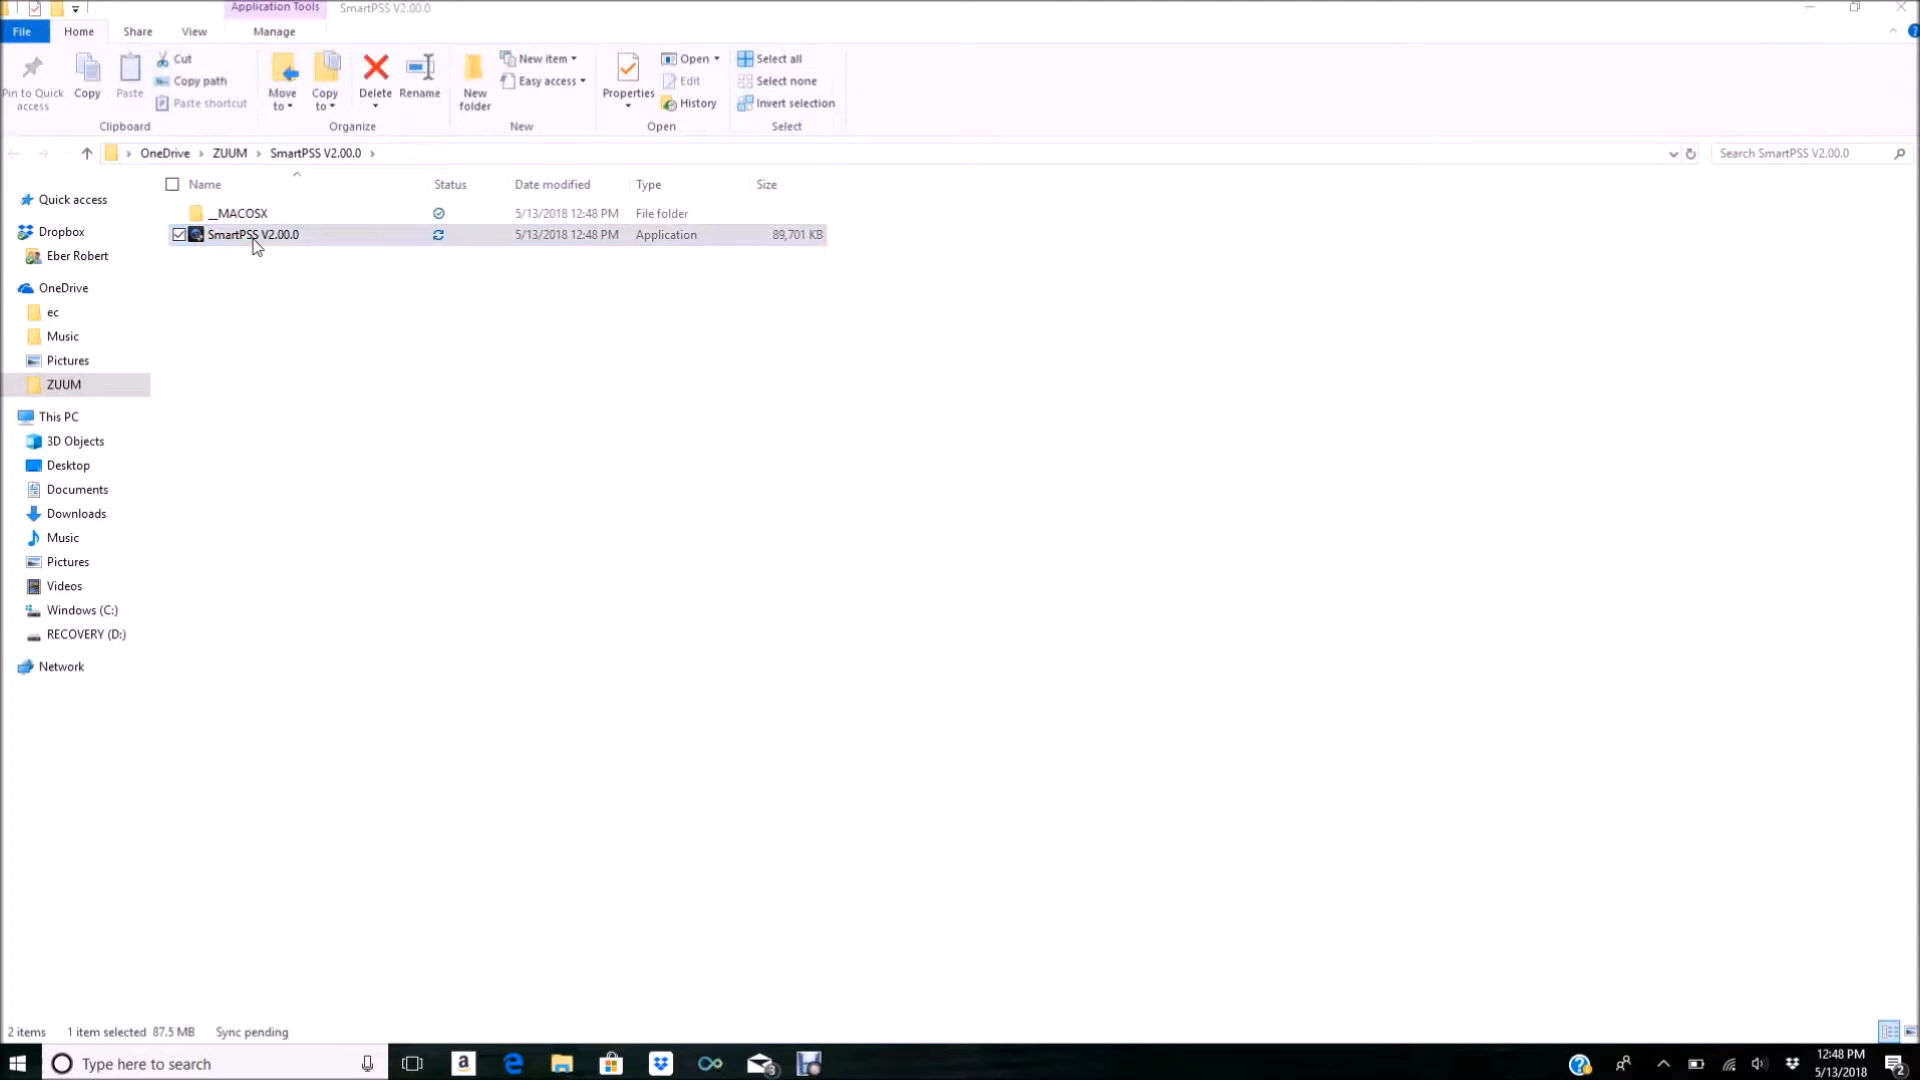 Application Tools SmartPSS V2.00.0
File Home Share View Manage
Pin to Quick access
Copy
Paste
Cut
Copy path
Paste shortcut
Clipboard
Move to
Copy to
Delete
Rename
Organize
New folder
New item
Easy access
New
Properties
Open
Edit
History
Open
Select all
Select none
Invert selection
Select
OneDrive > ZUUM > SmartPSS V2.00.0 >
Search SmartPSS V2.00.0
Name Status Date modified Type Size
__MACOSX 5/13/2018 12:48 PM File folder
SmartPSS V2.00.0 5/13/2018 12:48 PM Application 89,701 KB
Quick access
Dropbox
Eber Robert
OneDrive
ec
Music
Pictures
ZUUM
This PC
3D Objects
Desktop
Documents
Downloads
Music
Pictures
Videos
Windows (C:)
RECOVERY (D:)
Network
2 items 1 item selected 87.5 MB Sync pending
Type here to search
a
3
12:48 PM
5/13/2018
2